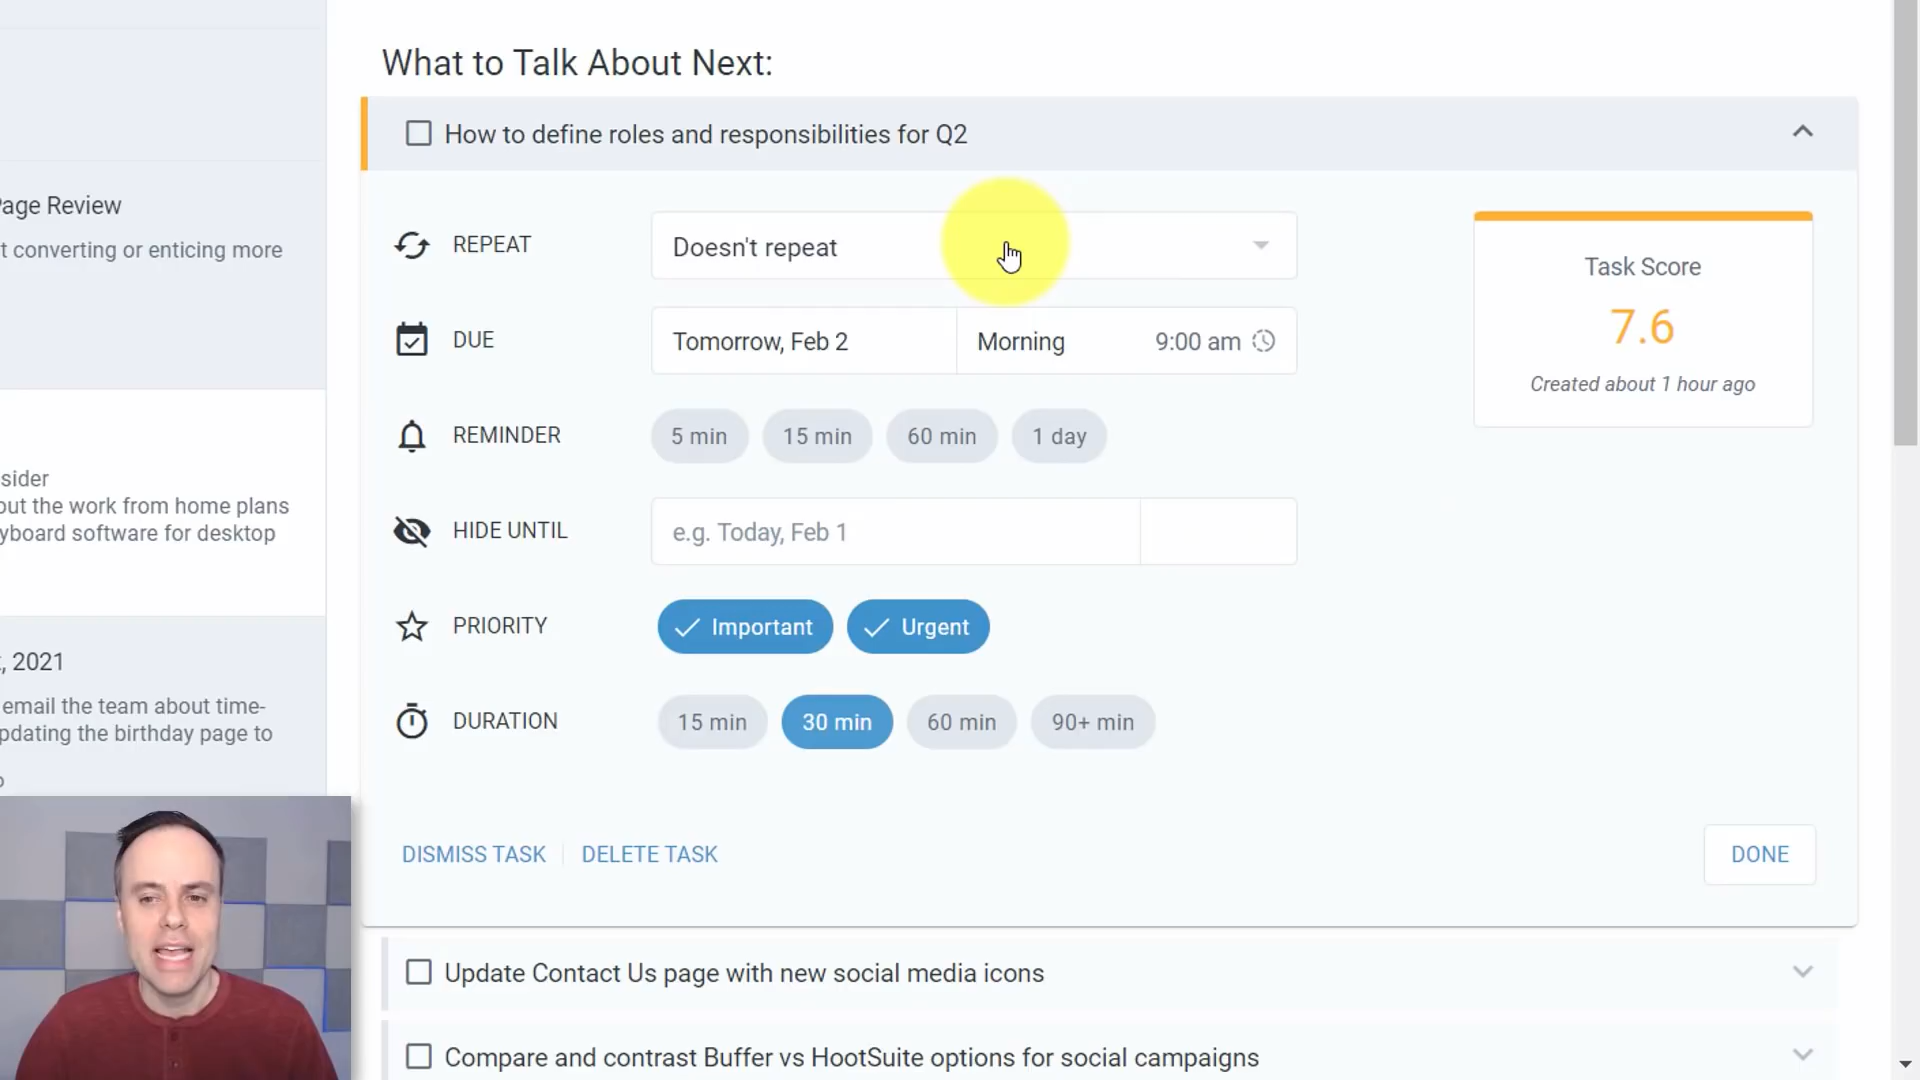 What to Talk About Next:
How to define roles and responsibilities for Q2
Page Review
t converting or enticing more
REPEAT
Doesn't repeat
Task Score
7.6
Created about 1 hour ago
DUE
Tomorrow, Feb 2
Morning
9:00 am
REMINDER
5 min
15 min
60 min
1 day
sider
out the work from home plans
yboard software for desktop
HIDE UNTIL
e.g. Today, Feb 1
PRIORITY
Important
Urgent
, 2021
email the team about time-
pdating the birthday page to
DURATION
15 min
30 min
60 min
90+ min
DISMISS TASK
DELETE TASK
DONE
Update Contact Us page with new social media icons
Compare and contrast Buffer vs HootSuite options for social campaigns